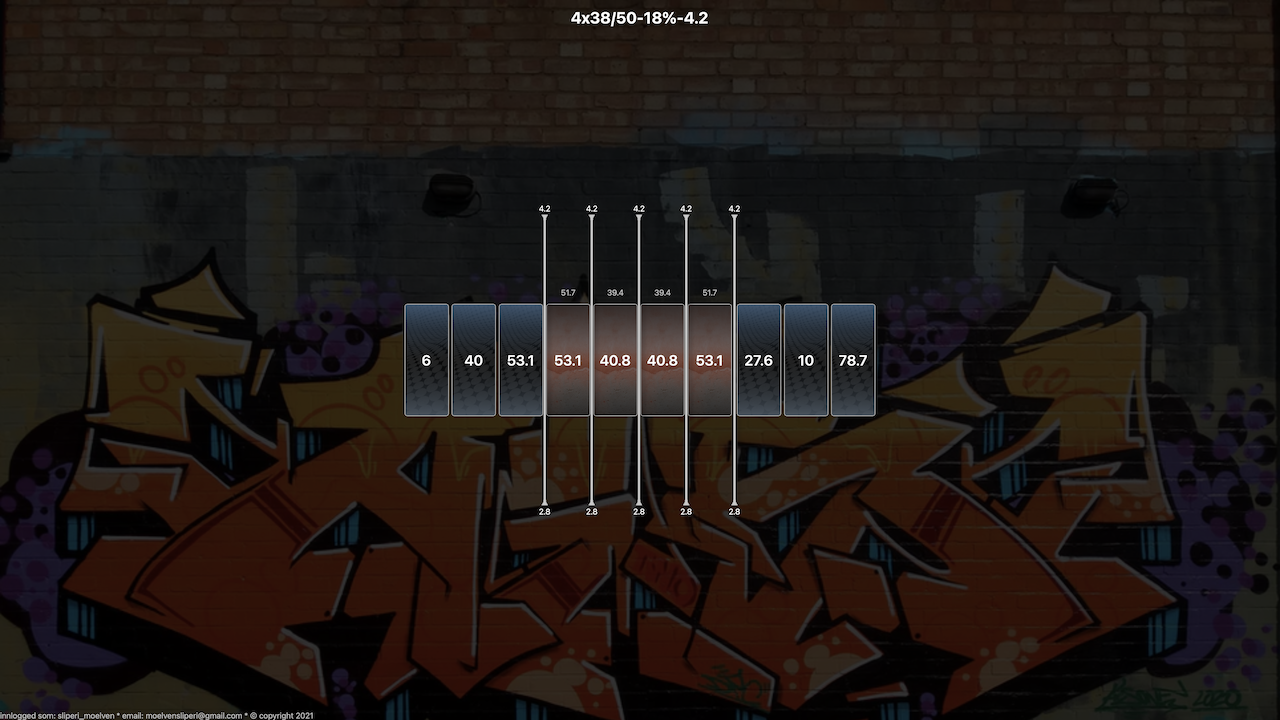 4x38/50-18%-4.2
4.2 4.2 4.2 4.2 4.2
51.7 39.4 39.4 51.7
6 40 53.1 53.1 40.8 40.8 53.1 27.6 10 78.7
2.8 2.8 2.8 2.8 2.8
innlogged som: sliperi_moelven * email: moelvensliperi@gmail.com * © copyright 2021